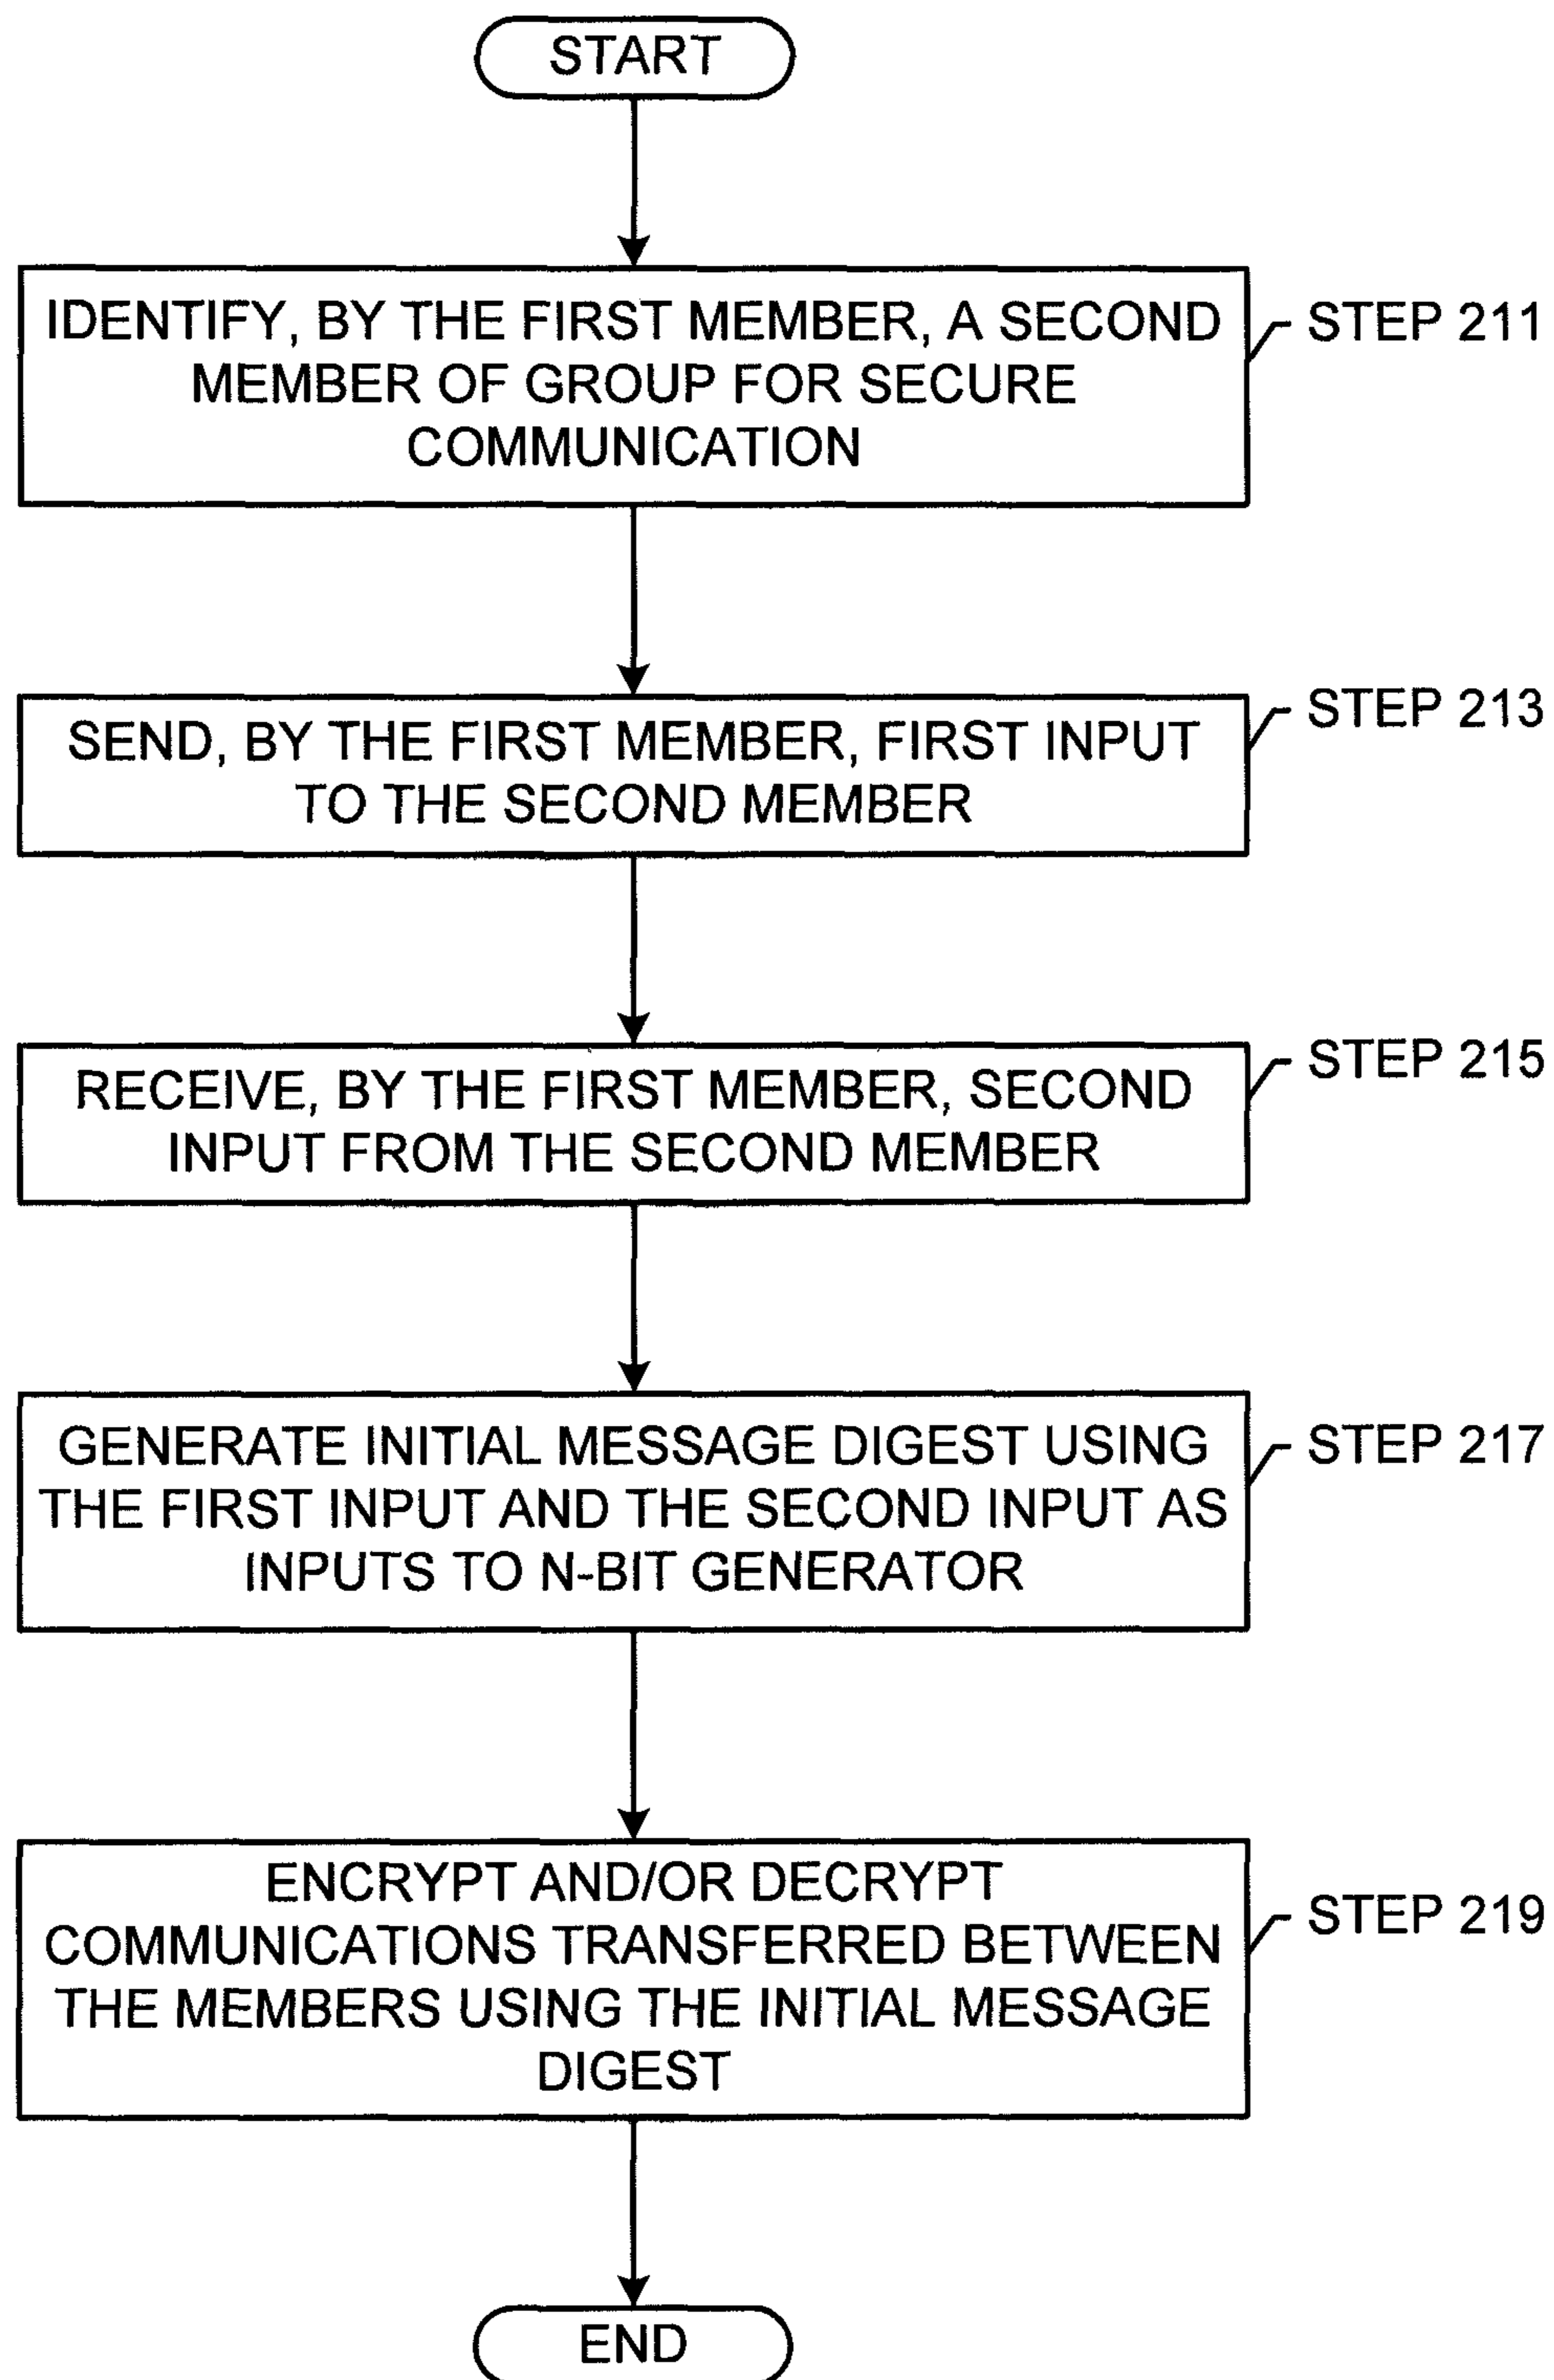 START
IDENTIFY, BY THE FIRST MEMBER, A SECOND
MEMBER OF GROUP FOR SECURE
COMMUNICATION
STEP 211
SEND, BY THE FIRST MEMBER, FIRST INPUT
TO THE SECOND MEMBER
STEP 213
RECEIVE, BY THE FIRST MEMBER, SECOND
INPUT FROM THE SECOND MEMBER
STEP 215
GENERATE INITIAL MESSAGE DIGEST USING
THE FIRST INPUT AND THE SECOND INPUT AS
INPUTS TO N-BIT GENERATOR
STEP 217
ENCRYPT AND/OR DECRYPT
COMMUNICATIONS TRANSFERRED BETWEEN
THE MEMBERS USING THE INITIAL MESSAGE
DIGEST
STEP 219
END